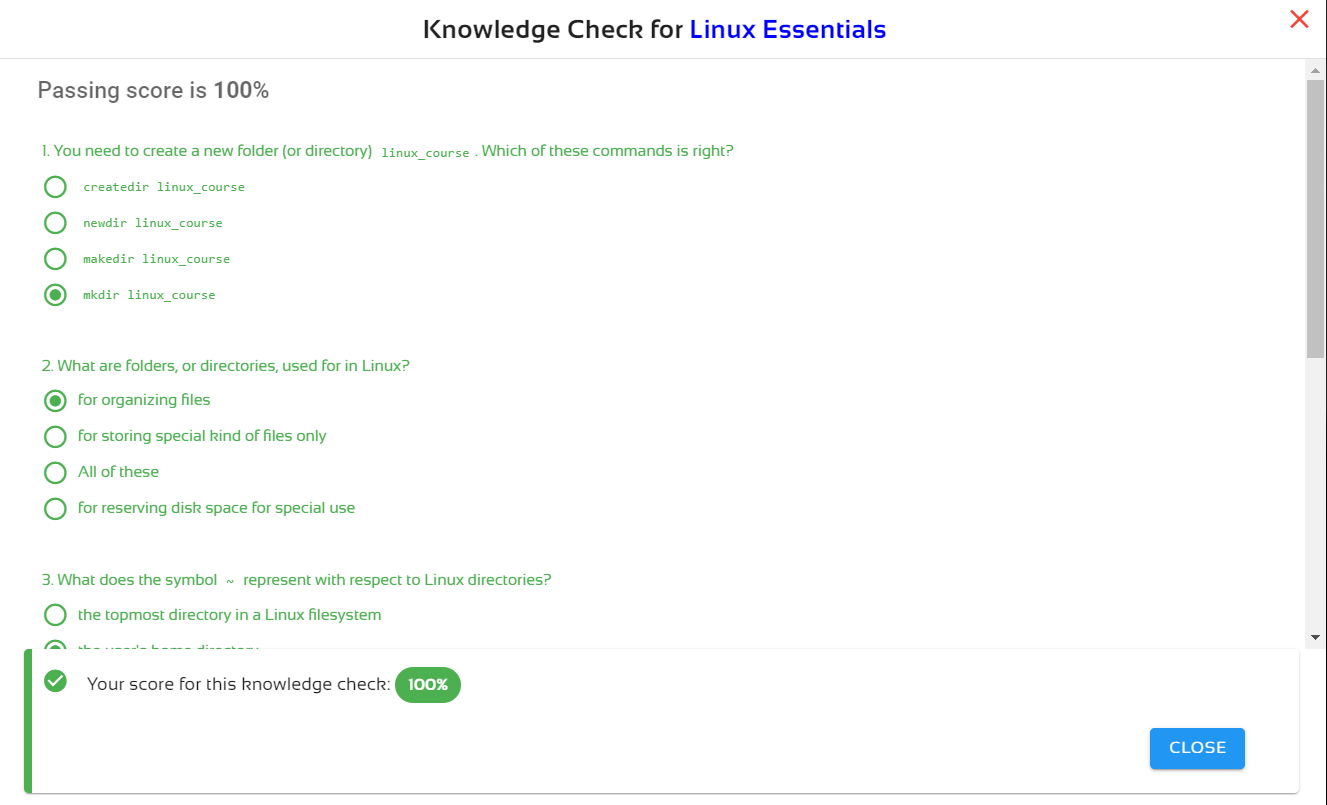 Knowledge Check for Linux Essentials
Passing score is 100%
1. You need to create a new folder (or directory) linux_course . Which of these commands is right?
createdir linux_course
newdir linux_course
makedir linux_course
mkdir linux_course
2. What are folders, or directories, used for in Linux?
for organizing files
for storing special kind of files only
All of these
for reserving disk space for special use
3. What does the symbol ~ represent with respect to Linux directories?
the topmost directory in a Linux filesystem
the user's home directory
Your score for this knowledge check: 100%
CLOSE